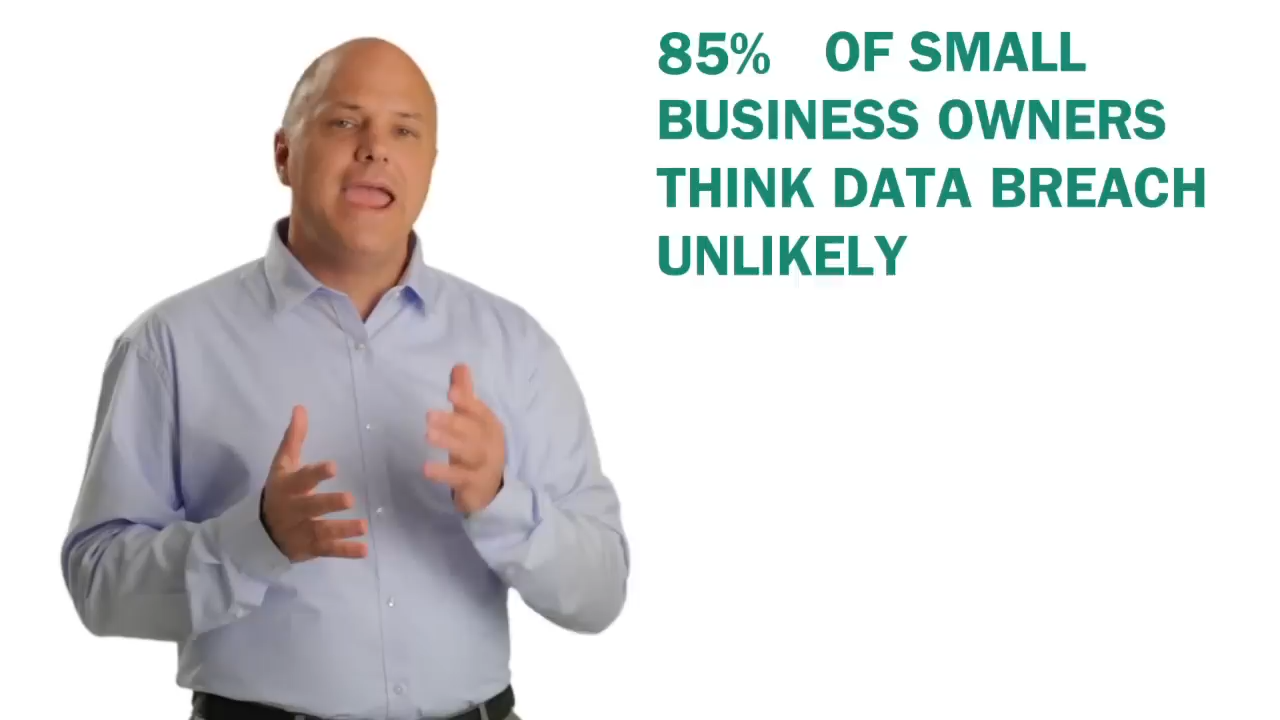 85% OF SMALL
BUSINESS OWNERS
THINK DATA BREACH
UNLIKELY